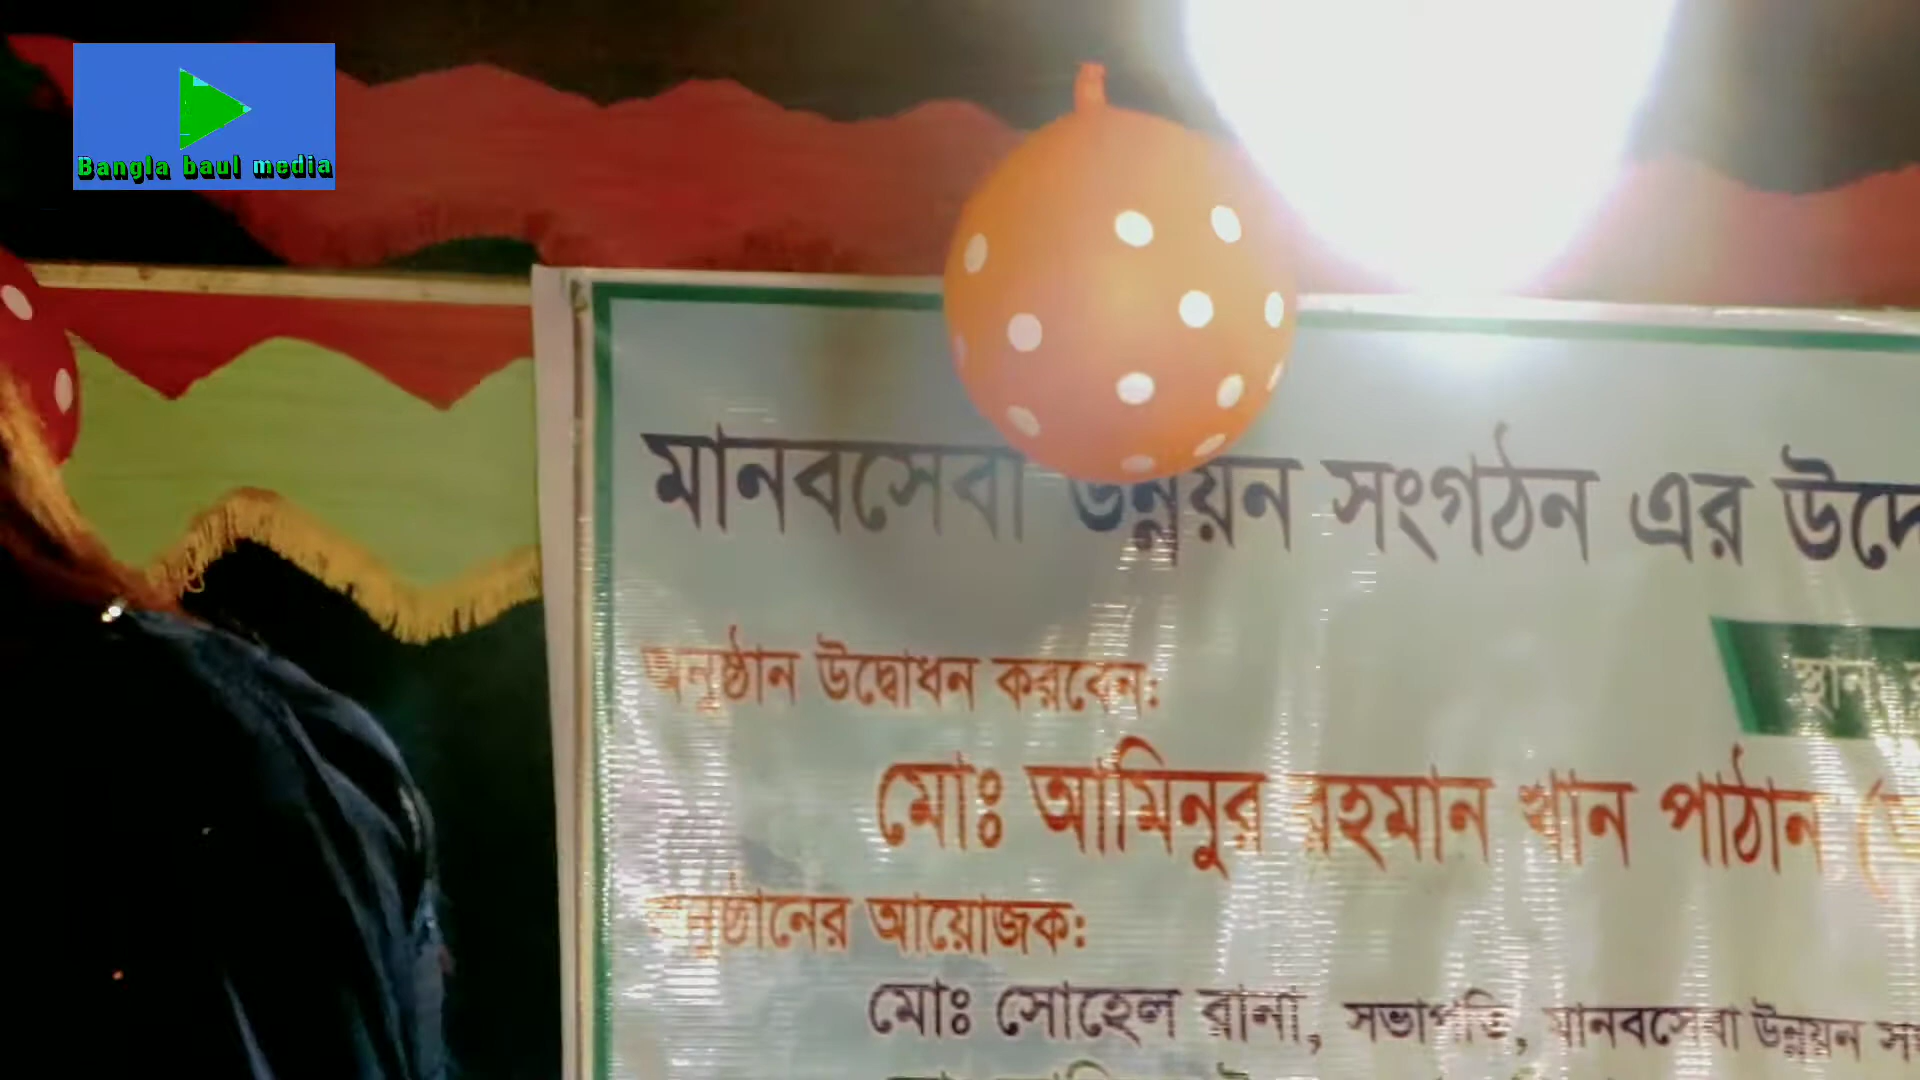 Bangla baul media
মানবসেবা উন্নয়ন সংগঠন এর উদ্দে
অনুষ্ঠান উদ্বোধন করবেন:
স্থান:
মোঃ আমিনুর রহমান খান পাঠান
অনুষ্ঠানের আয়োজক:
মোঃ সোহেল রানা, সভাপতি, মানবসেবা উন্নয়ন সং